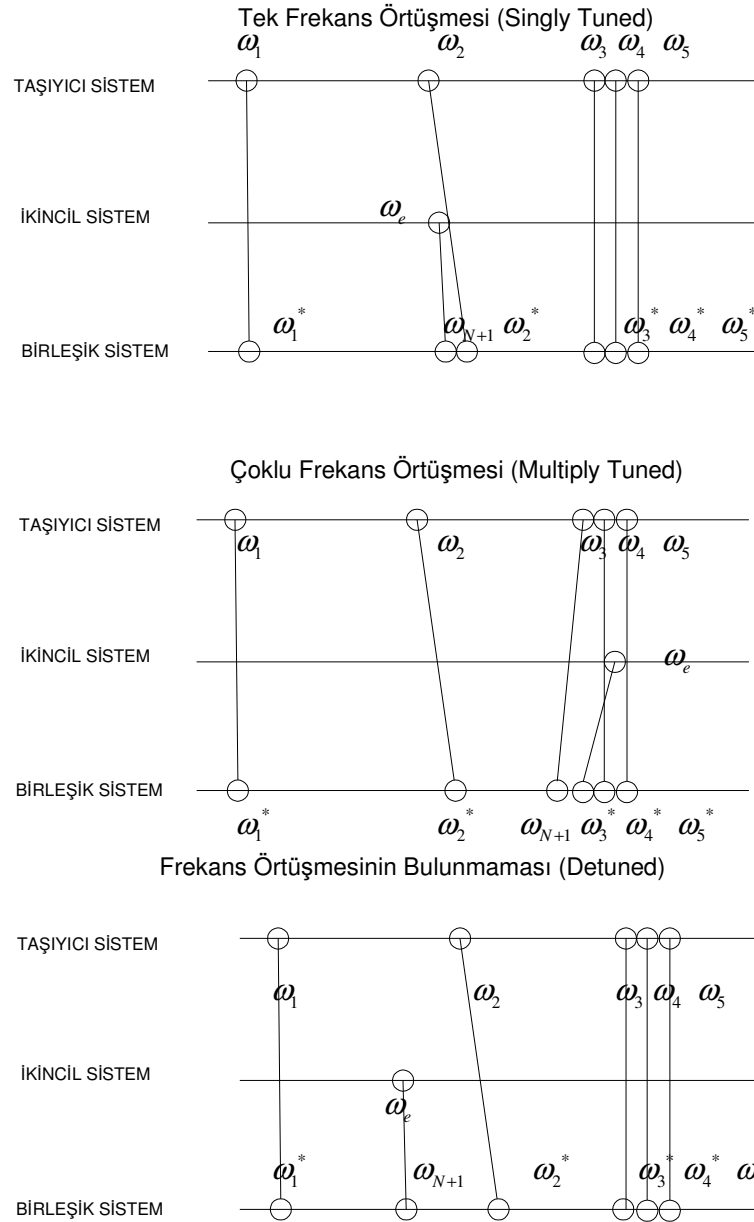 Tek Frekans Örtüşmesi (Singly Tuned)
ω₁ ω₂ ω₃ ω₄ ω₅
TAŞIYICI SİSTEM
İKİNCİL SİSTEM ωₑ
ω₁* ω_{N+1} ω₂* ω₃* ω₄* ω₅*
BİRLEŞİK SİSTEM
Çoklu Frekans Örtüşmesi (Multiply Tuned)
TAŞIYICI SİSTEM
ω₁ ω₂ ω₃ ω₄ ω₅
İKİNCİL SİSTEM ωₑ
BİRLEŞİK SİSTEM
ω₁* ω₂* ω_{N+1} ω₃* ω₄* ω₅*
Frekans Örtüşmesinin Bulunmaması (Detuned)
TAŞIYICI SİSTEM
ω₁ ω₂ ω₃ ω₄ ω₅
İKİNCİL SİSTEM
ωₑ
ω₁* ω_{N+1} ω₂* ω₃* ω₄* ω
BİRLEŞİK SİSTEM